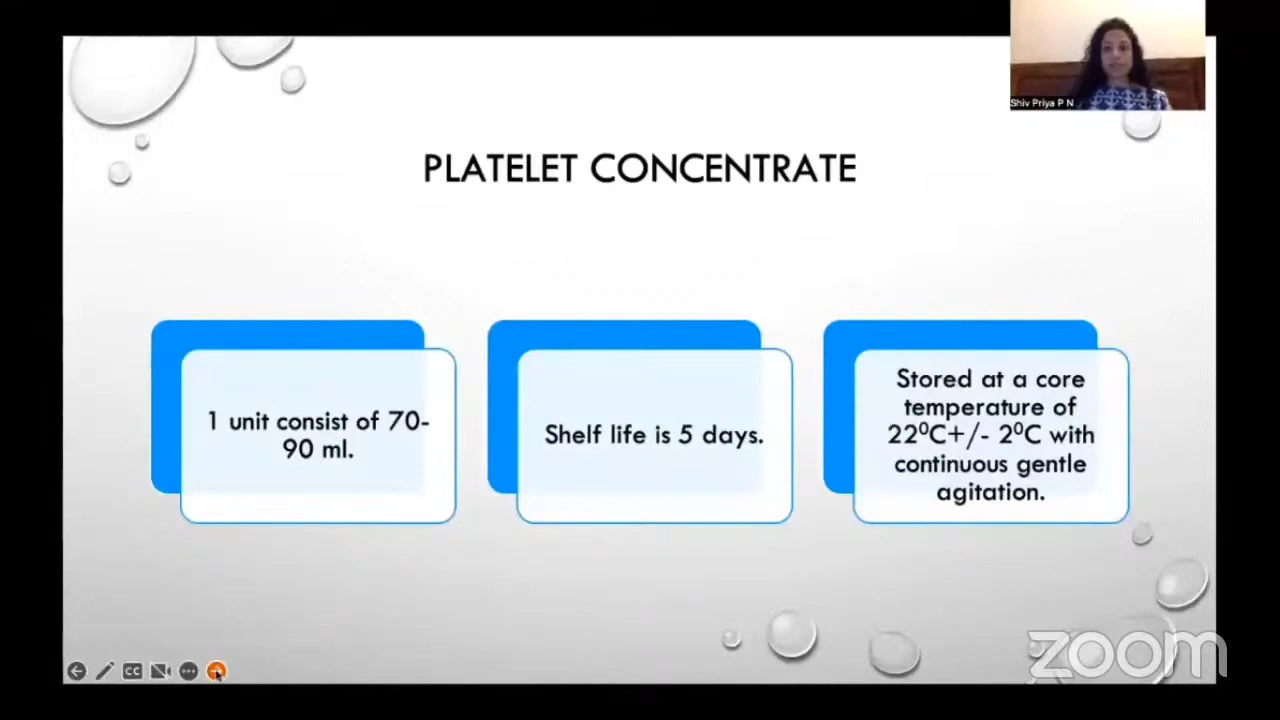 Shiv Priya P N
PLATELET CONCENTRATE
1 unit consist of 70-
90 ml.
Shelf life is 5 days.
Stored at a core
temperature of
22⁰C+/- 2⁰C with
continuous gentle
agitation.
CC
zoom